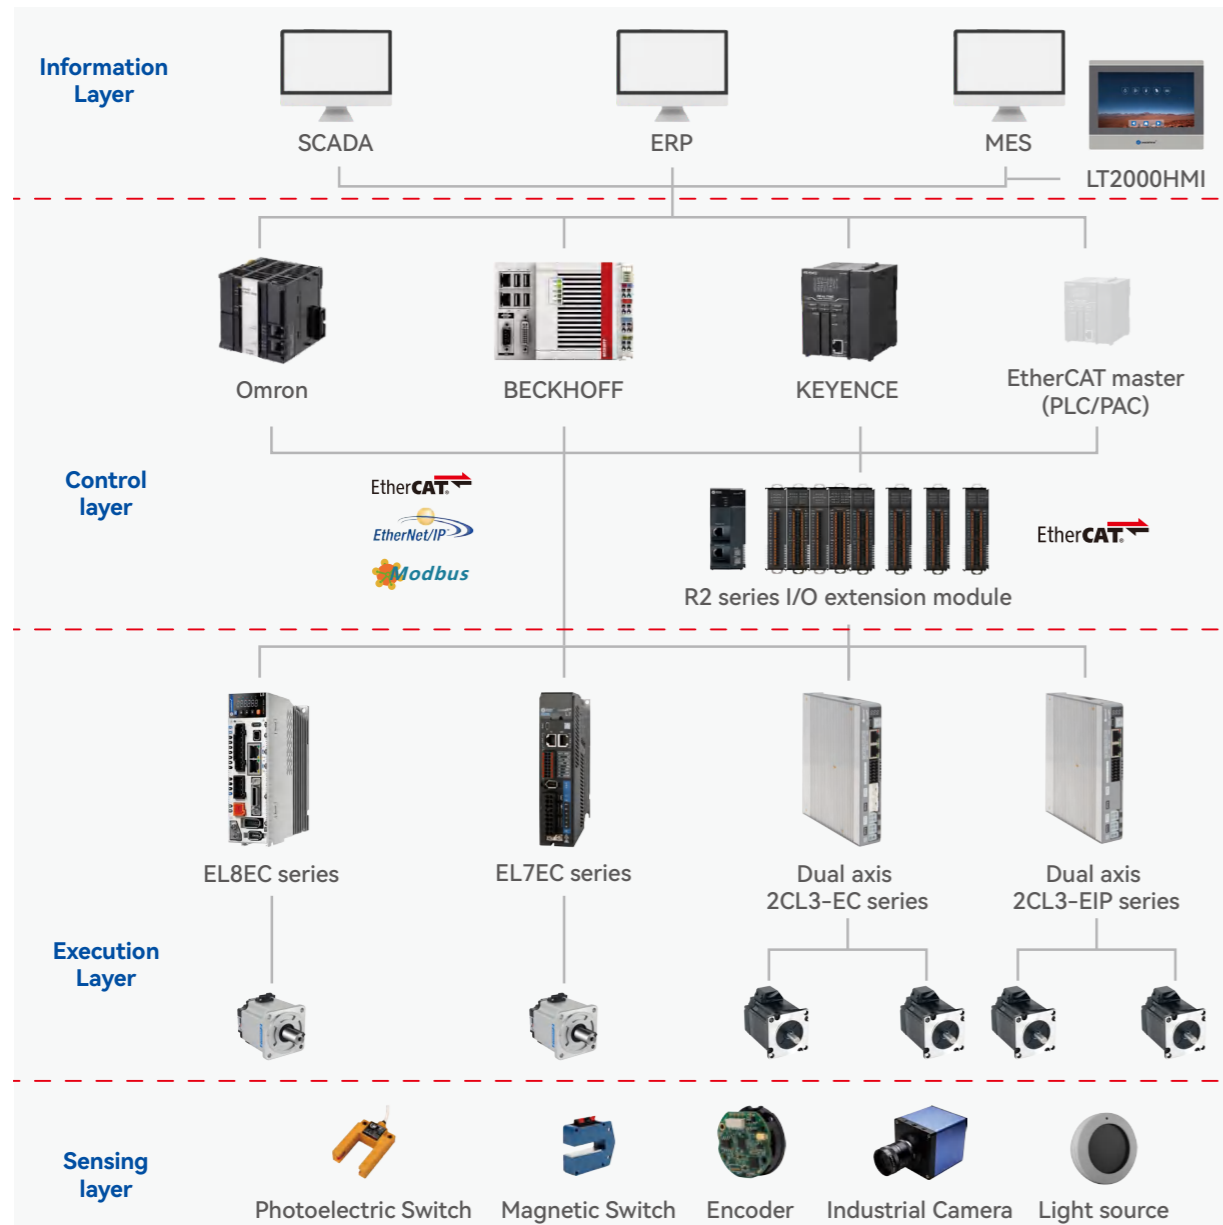 Information
Layer
SCADA
ERP
MES
LT2000HMI
Omron
BECKHOFF
KEYENCE
EtherCAT master
(PLC/PAC)
Control
layer
EtherCAT®
EtherNet/IP
Modbus
EtherCAT®
R2 series I/O extension module
EL8EC series
EL7EC series
Dual axis
2CL3-EC series
Dual axis
2CL3-EIP series
Execution
Layer
Sensing
layer
Photoelectric Switch
Magnetic Switch
Encoder
Industrial Camera
Light source